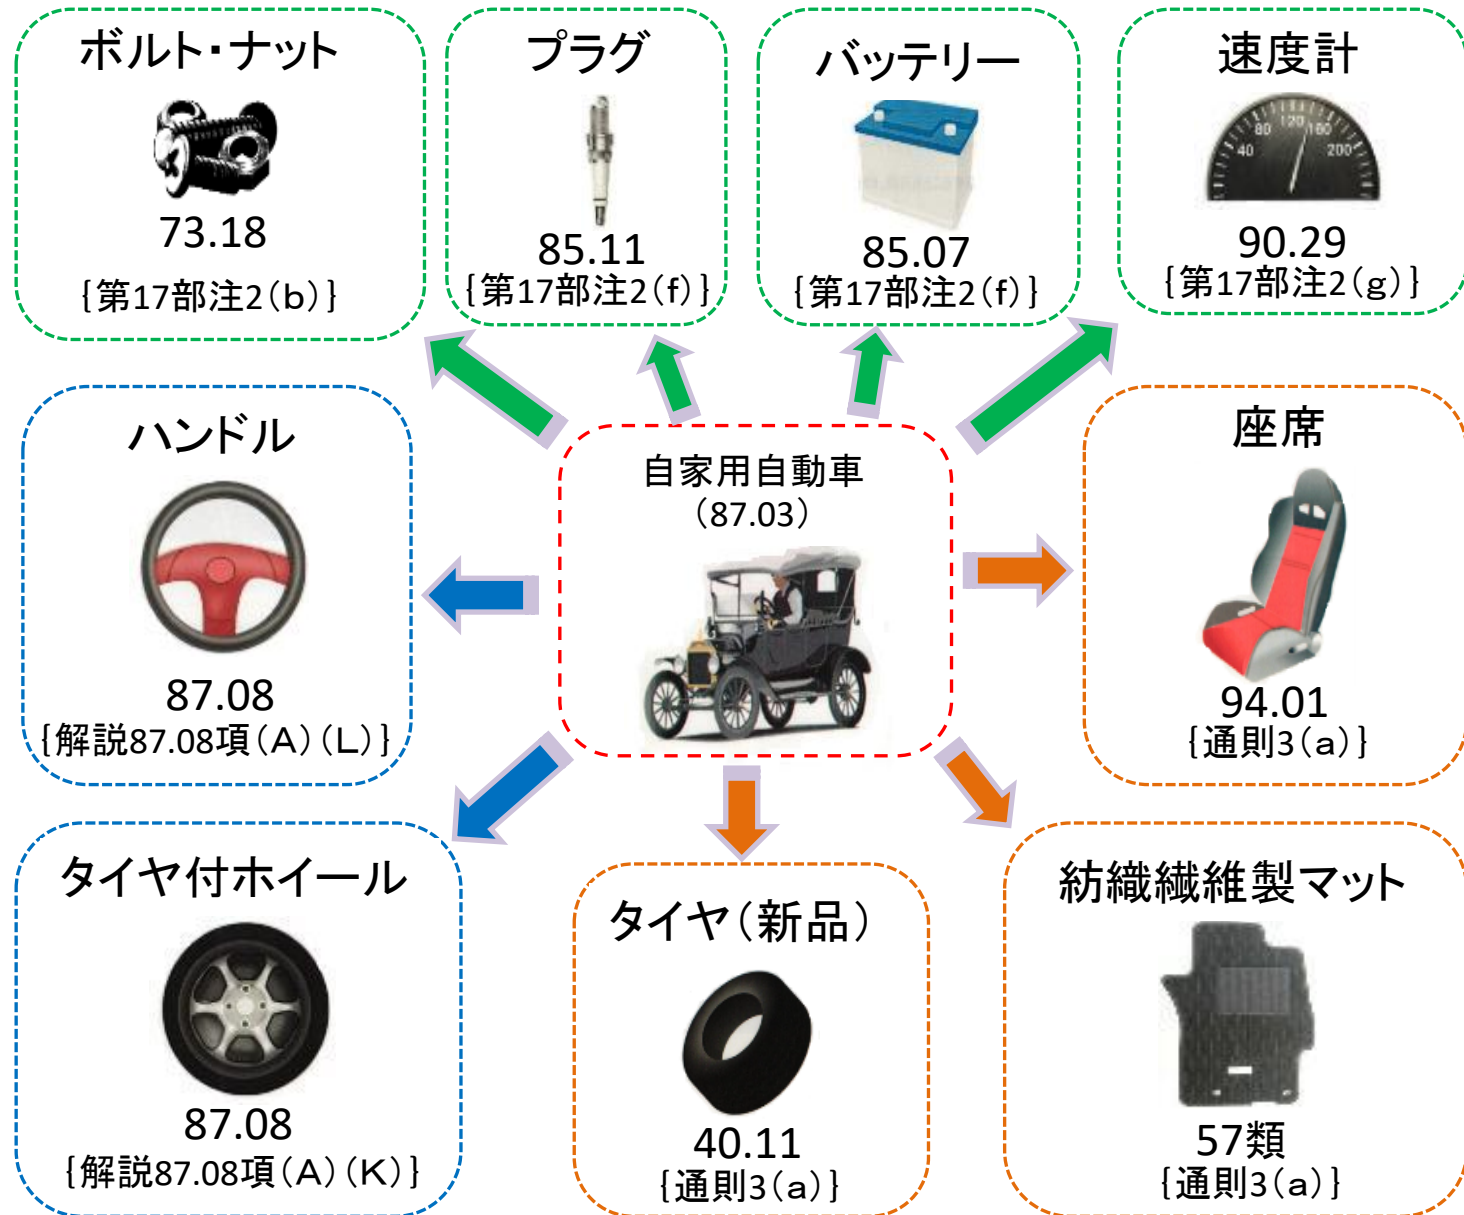 ボルト・ナット
73.18
{第17部注2(b)}
プラグ
85.11
{第17部注2(f)}
バッテリー
85.07
{第17部注2(f)}
速度計
40 80 120 160 200
90.29
{第17部注2(g)}
ハンドル
87.08
{解説87.08項(A)(L)}
自家用自動車
(87.03)
座席
94.01
{通則3(a)}
タイヤ付ホイール
87.08
{解説87.08項(A)(K)}
タイヤ(新品)
40.11
{通則3(a)}
紡織繊維製マット
57類
{通則3(a)}